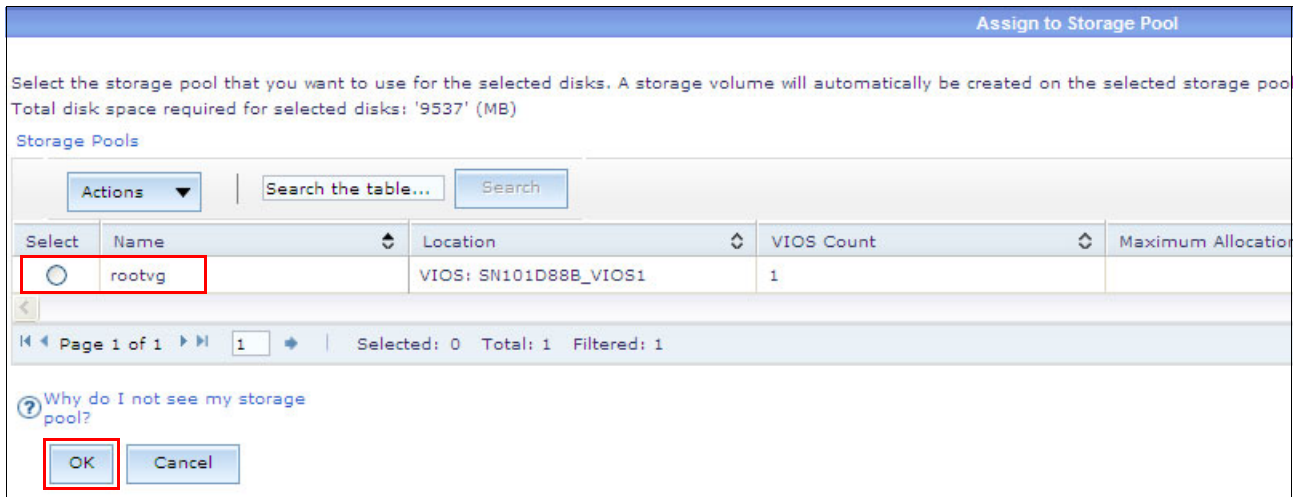 Assign to Storage Pool
Select the storage pool that you want to use for the selected disks. A storage volume will automatically be created on the selected storage pool
Total disk space required for selected disks: '9537' (MB)
Storage Pools
Actions Search the table... Search
Select Name Location VIOS Count Maximum Allocation
rootvg VIOS: SN101D88B_VIOS1 1
Page 1 of 1 1 Selected: 0 Total: 1 Filtered: 1
Why do I not see my storage
pool?
OK Cancel